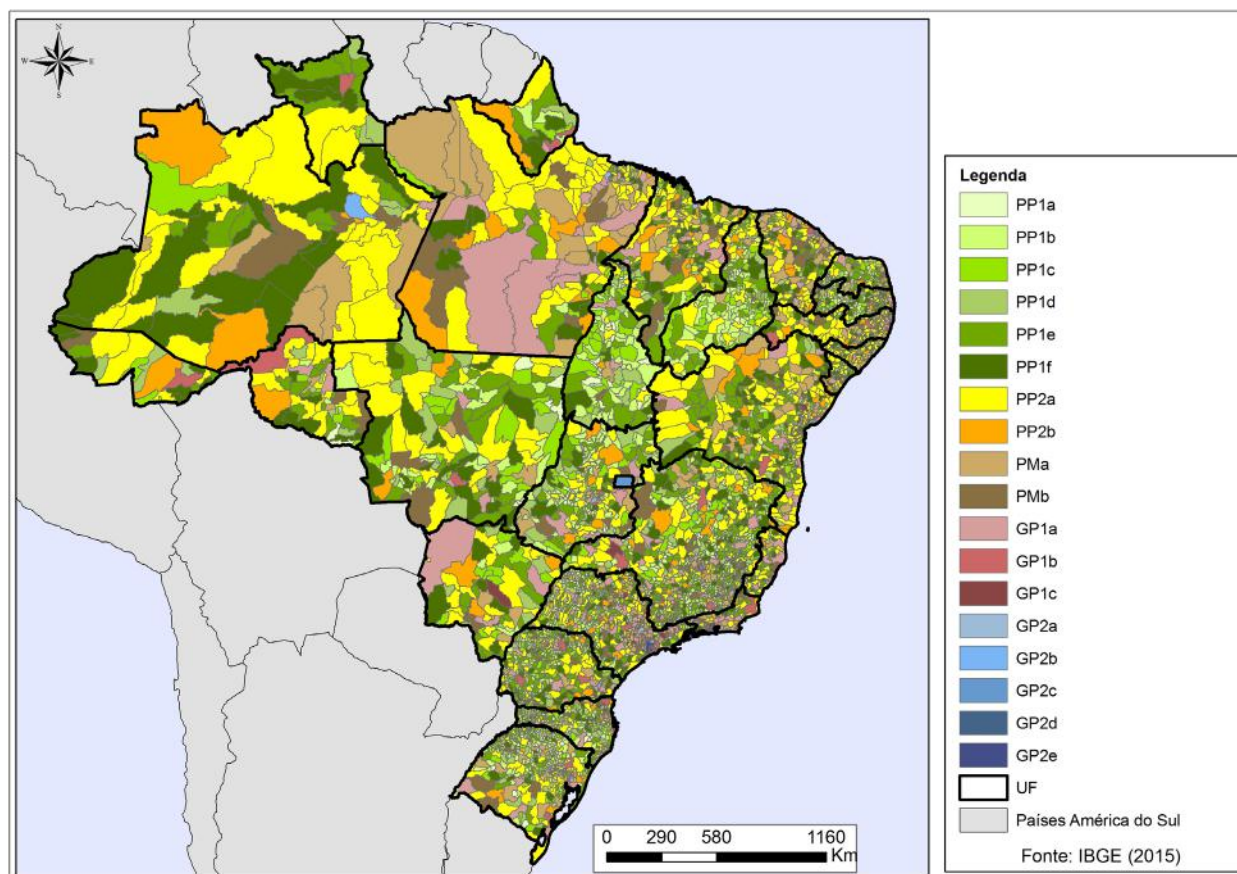 N
W E
S
Legenda
PP1a
PP1b
PP1c
PP1d
PP1e
PP1f
PP2a
PP2b
PMa
PMb
GP1a
GP1b
GP1c
GP2a
GP2b
GP2c
GP2d
GP2e
UF
Países América do Sul
Fonte: IBGE (2015)
0 290 580 1160
Km